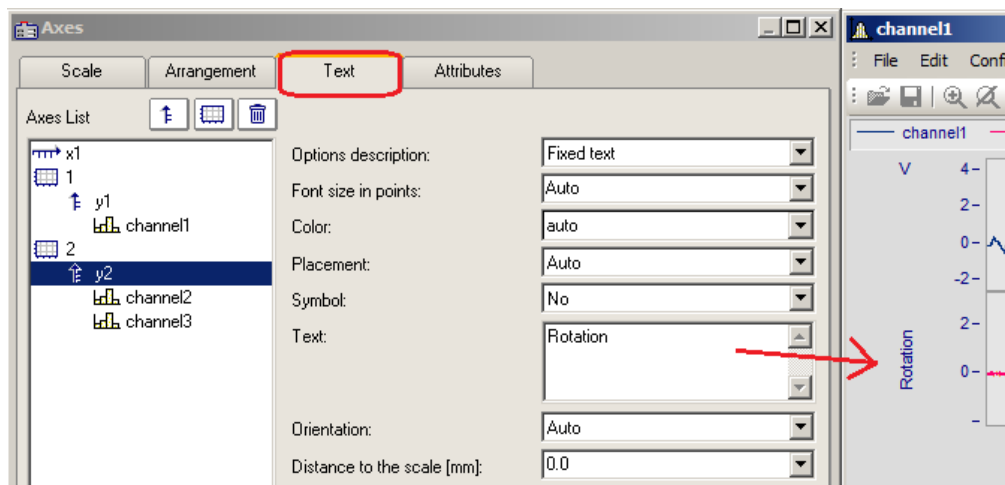 Axes
Scale Arrangement Text Attributes
Axes List
x1
1
y1
channel1
2
y2
channel2
channel3
Options description: Fixed text
Font size in points: Auto
Color: auto
Placement: Auto
Symbol: No
Text: Rotation
Orientation: Auto
Distance to the scale [mm]: 0.0
channel1
File Edit Conf
channel1
V
4
2
0
-2
2
0
Rotation